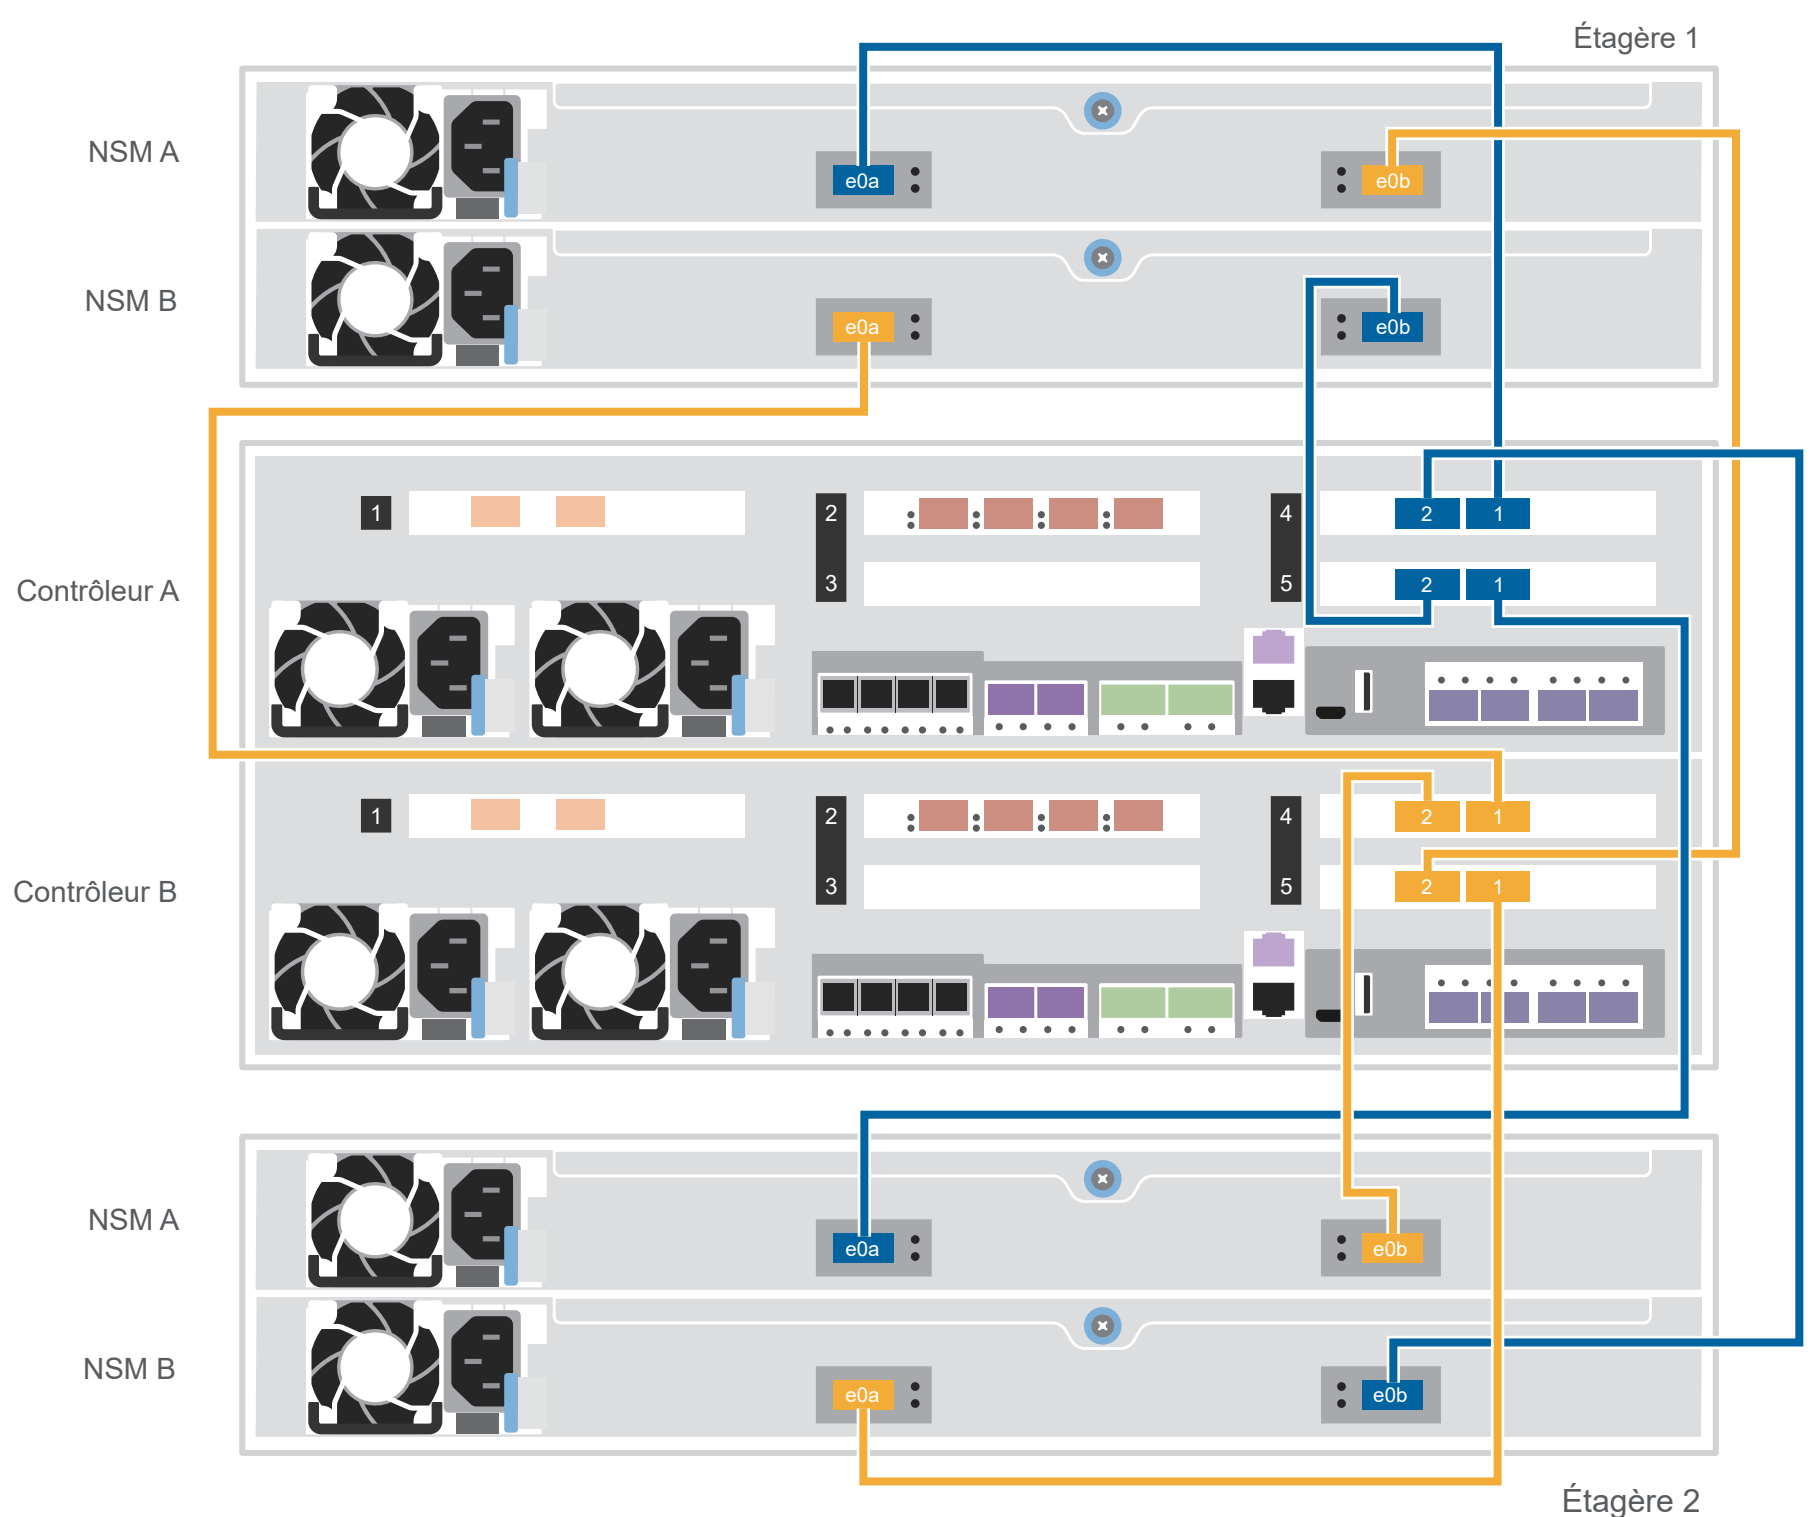 Étagère 1
NSM A
e0a
e0b
NSM B
e0a
e0b
Contrôleur A
1
2
3
4
5
2 1
2 1
Contrôleur B
1
2
3
4
5
2 1
2 1
NSM A
e0a
e0b
NSM B
e0a
e0b
Étagère 2